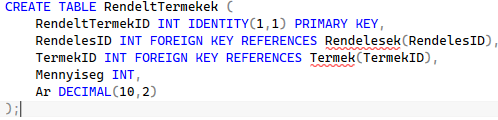 CREATE TABLE RendeltTermekek (
RendeltTermekID INT IDENTITY(1,1) PRIMARY KEY,
RendelesID INT FOREIGN KEY REFERENCES Rendelesek(RendelesID),
TermekID INT FOREIGN KEY REFERENCES Termek(TermekID),
Mennyiseg INT,
Ar DECIMAL(10,2)
);